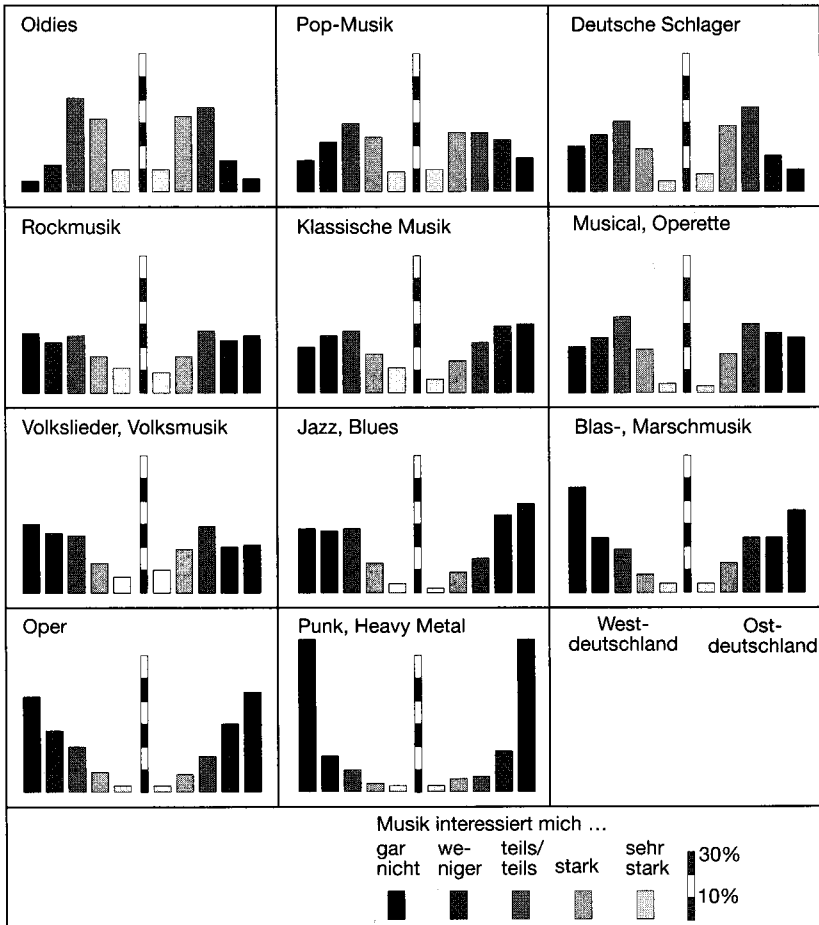 Oldies
Pop-Musik
Deutsche Schlager
Rockmusik
Klassische Musik
Musical, Operette
Volkslieder, Volksmusik
Jazz, Blues
Blas-, Marschmusik
Oper
Punk, Heavy Metal
West-
deutschland
Ost-
deutschland
Musik interessiert mich ...
gar
nicht
we-
niger
teils/
teils
stark
sehr
stark
30%
10%